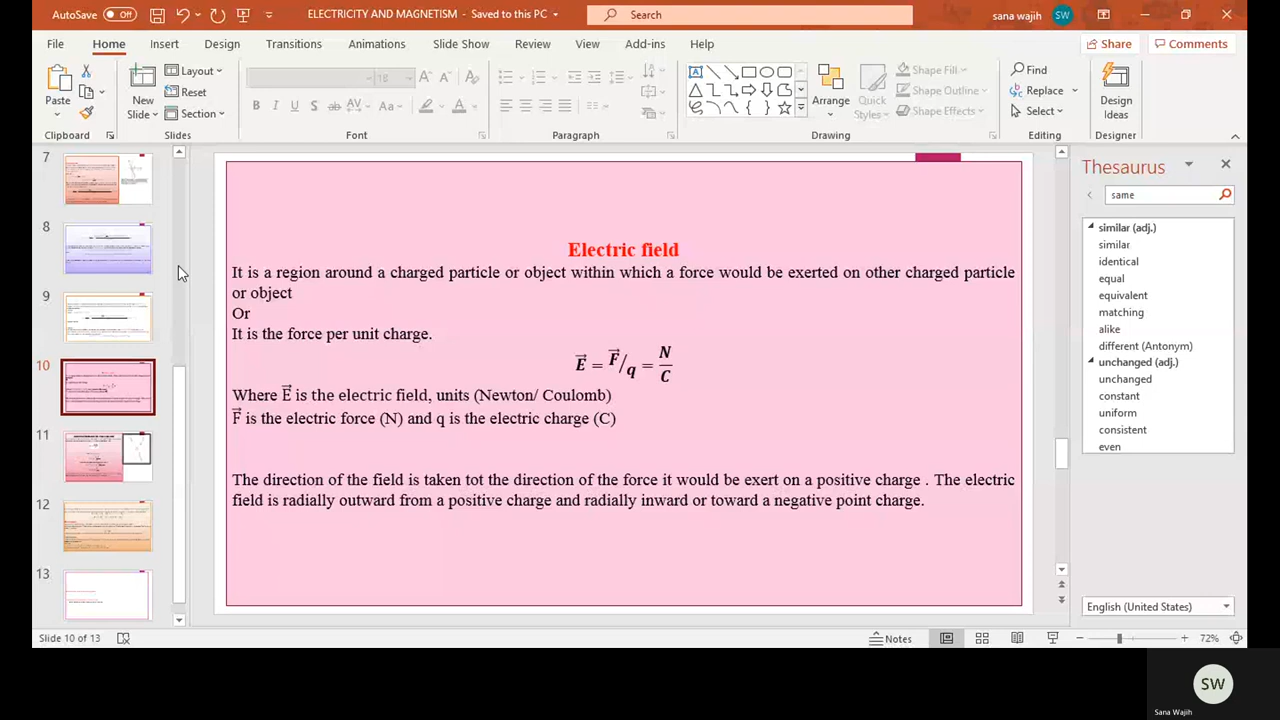 AutoSave Off ELECTRICITY AND MAGNETISM - Saved to this PC Search sana wajih SW
File Home Insert Design Transitions Animations Slide Show Review View Add-ins Help Share Comments
Paste New Slide Layout Reset Section 18 Arrange Quick Styles Shape Fill Shape Outline Shape Effects Find Replace Select Design Ideas
Clipboard Slides Font Paragraph Drawing Editing Designer
7
8
9
10
11
12
13
Electric field
It is a region around a charged particle or object within which a force would be exerted on other charged particle
or object
Or
It is the force per unit charge.
E⃗ = F⃗/q = N/C
Where E⃗ is the electric field, units (Newton/ Coulomb)
F⃗ is the electric force (N) and q is the electric charge (C)
The direction of the field is taken tot the direction of the force it would be exert on a positive charge . The electric
field is radially outward from a positive charge and radially inward or toward a negative point charge.
Thesaurus
same
similar (adj.)
similar
identical
equal
equivalent
matching
alike
different (Antonym)
unchanged (adj.)
unchanged
constant
uniform
consistent
even
English (United States)
Slide 10 of 13 Notes 72%
SW
Sana Wajih